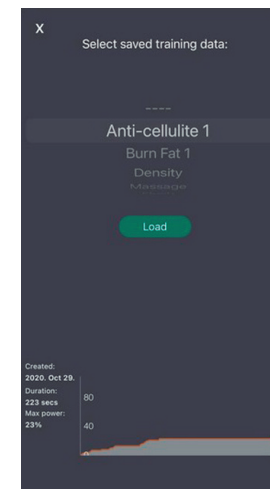 X
Select saved training data:
----
Anti-cellulite 1
Burn Fat 1
Density
Massage
Load
Created:
2020. Oct 29.
Duration:
223 secs
Max power:
23%
80
40
0